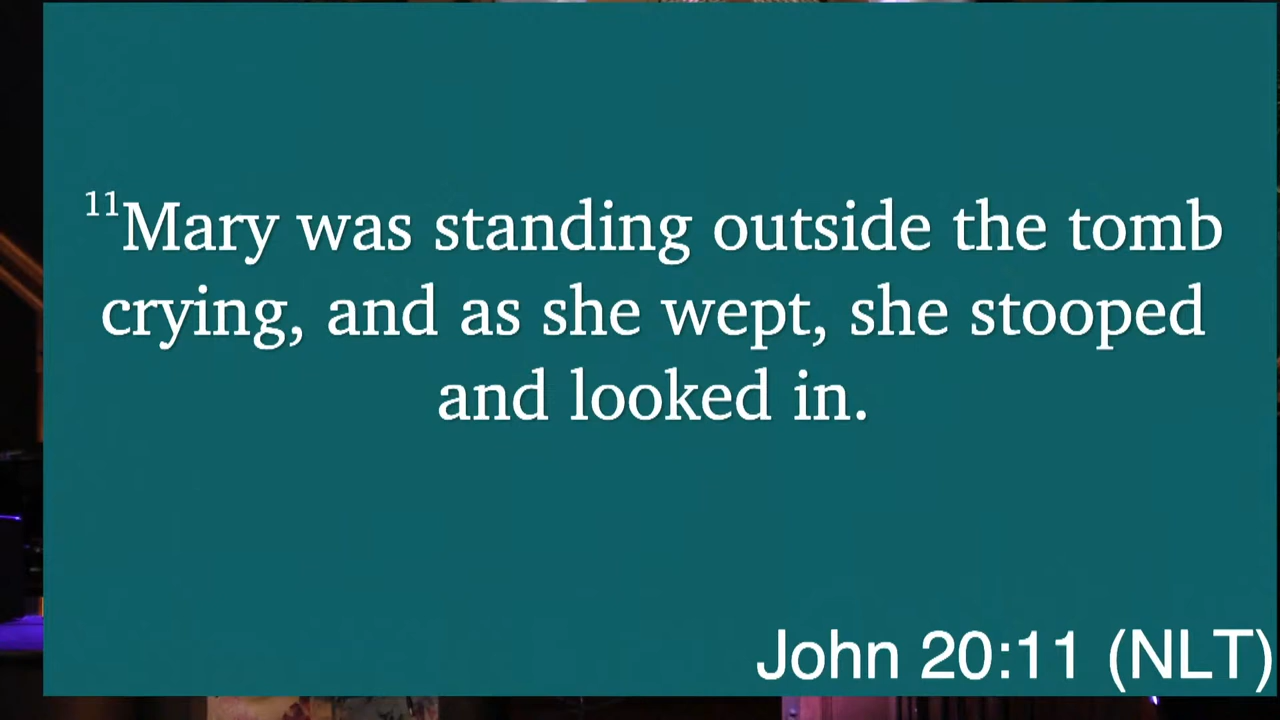 ¹¹Mary was standing outside the tomb
crying, and as she wept, she stooped
and looked in.
John 20:11 (NLT)